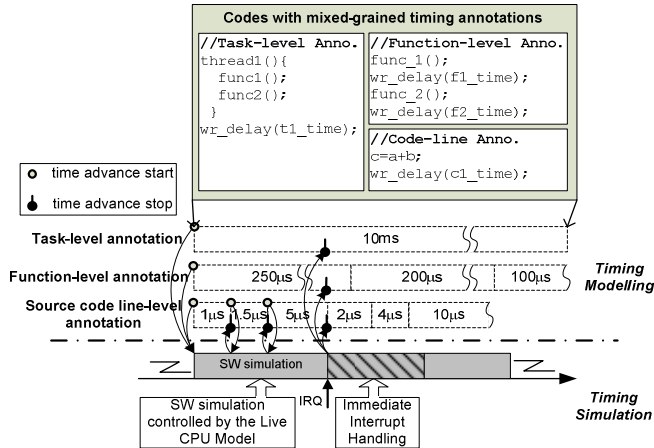 Codes with mixed-grained timing annotations
//Task-level Anno.
thread1(){
func1();
func2();
}
wr_delay(t1_time);
//Function-level Anno.
func_1();
wr_delay(f1_time);
func_2();
wr_delay(f2_time);
//Code-line Anno.
c=a+b;
wr_delay(c1_time);
time advance start
time advance stop
Task-level annotation
10ms
Function-level annotation
250μs
200μs
100μs
Timing
Modelling
Source code line-level
annotation
1μs
1.5μs
5μs
2μs
4μs
10μs
SW simulation
SW simulation
controlled by the Live
CPU Model
IRQ
Immediate
Interrupt
Handling
Timing
Simulation